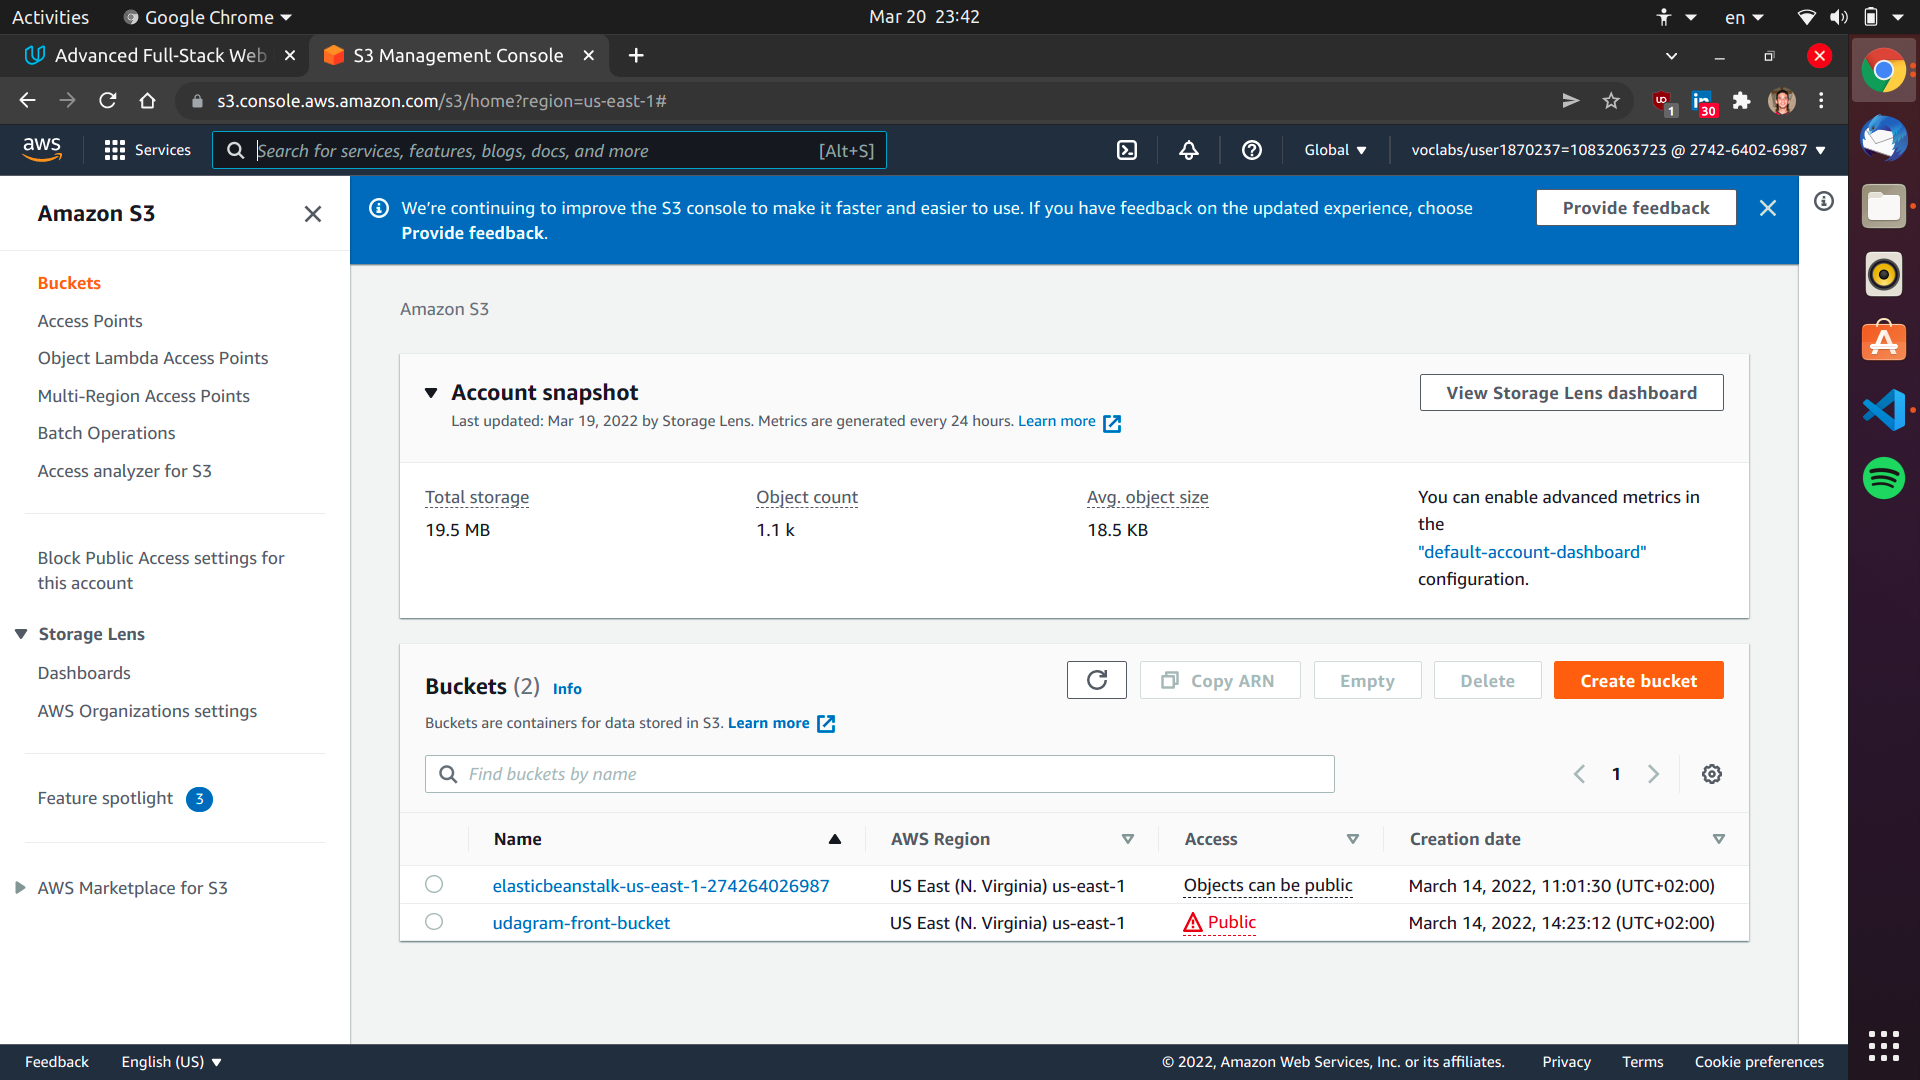 Activities
Google Chrome
Mar 20 23:42
en
Advanced Full-Stack Web
S3 Management Console
s3.console.aws.amazon.com/s3/home?region=us-east-1#
1
30
aws
Services
Search for services, features, blogs, docs, and more
[Alt+S]
Global
voclabs/user1870237=10832063723 @ 2742-6402-6987
Amazon S3
Buckets
Access Points
Object Lambda Access Points
Multi-Region Access Points
Batch Operations
Access analyzer for S3
Block Public Access settings for
this account
Storage Lens
Dashboards
AWS Organizations settings
Feature spotlight 3
AWS Marketplace for S3
We're continuing to improve the S3 console to make it faster and easier to use. If you have feedback on the updated experience, choose
Provide feedback.
Provide feedback
Amazon S3
Account snapshot
Last updated: Mar 19, 2022 by Storage Lens. Metrics are generated every 24 hours. Learn more
View Storage Lens dashboard
Total storage
19.5 MB
Object count
1.1 k
Avg. object size
18.5 KB
You can enable advanced metrics in
the
"default-account-dashboard"
configuration.
Buckets (2) Info
Buckets are containers for data stored in S3. Learn more
Copy ARN
Empty
Delete
Create bucket
Find buckets by name
1
Name AWS Region Access Creation date
elasticbeanstalk-us-east-1-274264026987 US East (N. Virginia) us-east-1 Objects can be public March 14, 2022, 11:01:30 (UTC+02:00)
udagram-front-bucket US East (N. Virginia) us-east-1 Public March 14, 2022, 14:23:12 (UTC+02:00)
Feedback
English (US)
© 2022, Amazon Web Services, Inc. or its affiliates.
Privacy
Terms
Cookie preferences